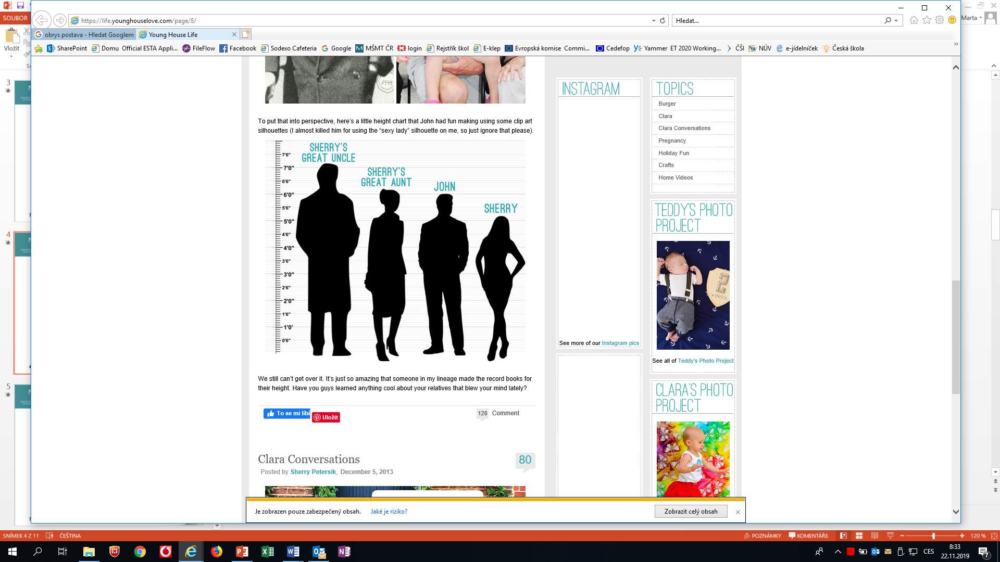 SOUBOR
Marta
https://life.younghouselove.com/page/8/
Hledat...
obrys postava - Hledat Googlem
Young House Life
SharePoint
Domu
Official ESTA Appli...
FileFlow
Facebook
Sodexo Cafeteria
Google
MŠMT ČR
login
Rejstřík škol
E-klep
Evropská komise Commi...
Cedefop
Yammer
ET 2020 Working...
ČŠI
NÚV
e-jídelníček
Česká škola
Vložit
3
4
5
1944
To put that into perspective, here's a little height chart that John had fun making using some clip art
silhouettes (I almost killed him for using the “sexy lady” silhouette on me, so just ignore that please).
SHERRY'S
GREAT UNCLE
SHERRY'S
GREAT AUNT
JOHN
SHERRY
7'6"
7'0"
6'6"
6'0"
5'6"
5'0"
4'6"
4'0"
3'6"
3'0"
2'6"
2'0"
1'6"
1'0'
0'6"
We still can't get over it. It's just so amazing that someone in my lineage made the record books for
their height. Have you guys learned anything cool about your relatives that blew your mind lately?
To se mi líbí
Uložit
128 Comment
Clara Conversations
80
Posted by Sherry Petersik, December 5, 2013
INSTAGRAM
See more of our Instagram pics
TOPICS
Burger
Clara
Clara Conversations
Pregnancy
Holiday Fun
Crafts
Home Videos
TEDDY'S PHOTO
PROJECT
2
weeks
See all of Teddy's Photo Project
CLARA'S PHOTO
PROJECT
Je zobrazen pouze zabezpečený obsah.
Jaké je riziko?
Zobrazit celý obsah
SNÍMEK 4 Z 11
ČEŠTINA
POZNÁMKY
KOMENTÁŘE
120 %
CES
8:33
22.11.2019
7